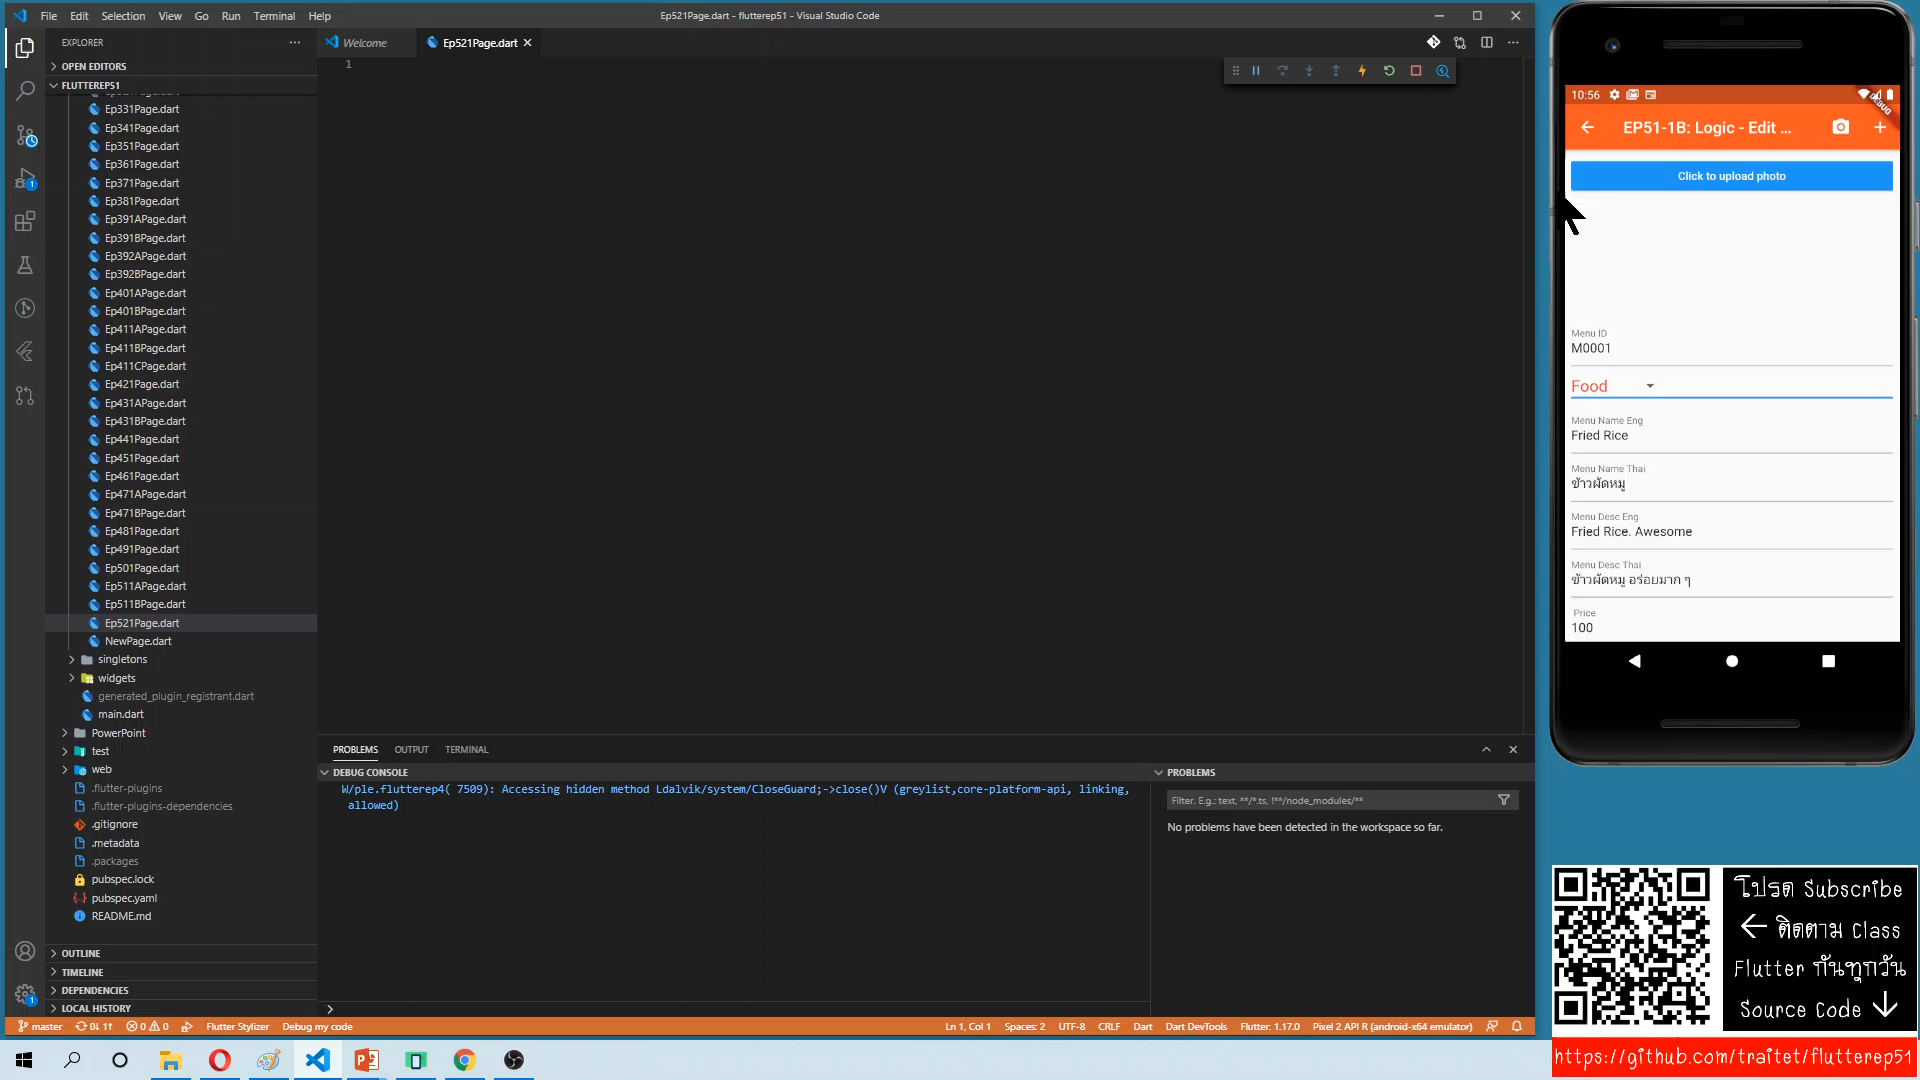 File Edit Selection View Go Run Terminal Help
Ep521Page.dart - flutterep51 - Visual Studio Code
EXPLORER
OPEN EDITORS
FLUTTEREP51
Ep331Page.dart
Ep341Page.dart
Ep351Page.dart
Ep361Page.dart
Ep371Page.dart
Ep381Page.dart
Ep391APage.dart
Ep391BPage.dart
Ep392APage.dart
Ep392BPage.dart
Ep401APage.dart
Ep401BPage.dart
Ep411APage.dart
Ep411BPage.dart
Ep411CPage.dart
Ep421Page.dart
Ep431APage.dart
Ep431BPage.dart
Ep441Page.dart
Ep451Page.dart
Ep461Page.dart
Ep471APage.dart
Ep471BPage.dart
Ep481Page.dart
Ep491Page.dart
Ep501Page.dart
Ep511APage.dart
Ep511BPage.dart
Ep521Page.dart
NewPage.dart
singletons
widgets
generated_plugin_registrant.dart
main.dart
PowerPoint
test
web
.flutter-plugins
.flutter-plugins-dependencies
.gitignore
.metadata
.packages
pubspec.lock
pubspec.yaml
README.md
OUTLINE
TIMELINE
DEPENDENCIES
LOCAL HISTORY
Welcome
Ep521Page.dart
1
PROBLEMS OUTPUT TERMINAL
DEBUG CONSOLE
W/ple.flutterep4( 7509): Accessing hidden method Ldalvik/system/CloseGuard;->close()V (greylist,core-platform-api, linking,
allowed)
PROBLEMS
Filter. E.g.: text, **/*.ts, !**/node_modules/**
No problems have been detected in the workspace so far.
master 0↓ 1↑ 0 0 Flutter Stylizer Debug my code
Ln 1, Col 1 Spaces: 2 UTF-8 CRLF Dart Dart DevTools Flutter: 1.17.0 Pixel 2 API R (android-x64 emulator)
10:56
DEBUG
EP51-1B: Logic - Edit ...
Click to upload photo
Menu ID
M0001
Food
Menu Name Eng
Fried Rice
Menu Name Thai
ข้าวผัดหมู
Menu Desc Eng
Fried Rice. Awesome
Menu Desc Thai
ข้าวผัดหมู อร่อยมาก ๆ
Price
100
โปรด Subscribe
← ติดตาม Class
Flutter กันทุกวัน
Source Code ↓
https://github.com/traitet/flutterep51